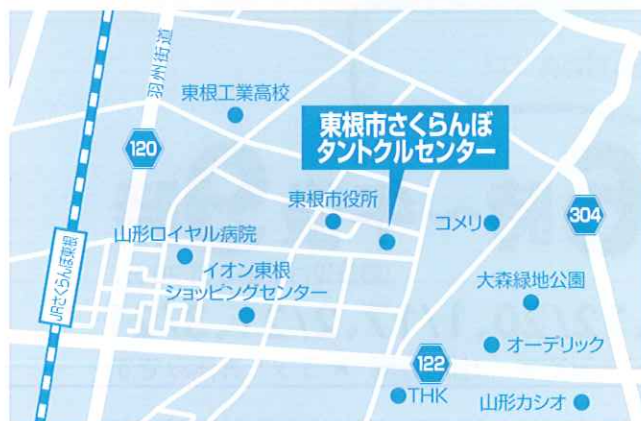 羽州街道
東根工業高校
東根市さくらんぼ
タントクルセンター
120
東根市役所
コメリ
304
山形ロイヤル病院
イオン東根
ショッピングセンター
大森緑地公園
JRさくらんぼ東根
オーデリック
122
THK
山形カシオ